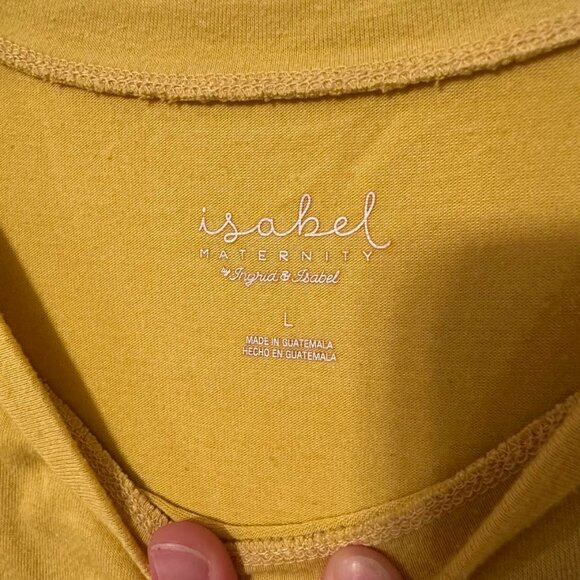 isabel
MATERNITY
by Ingrid & Isabel
L
MADE IN GUATEMALA
HECHO EN GUATEMALA